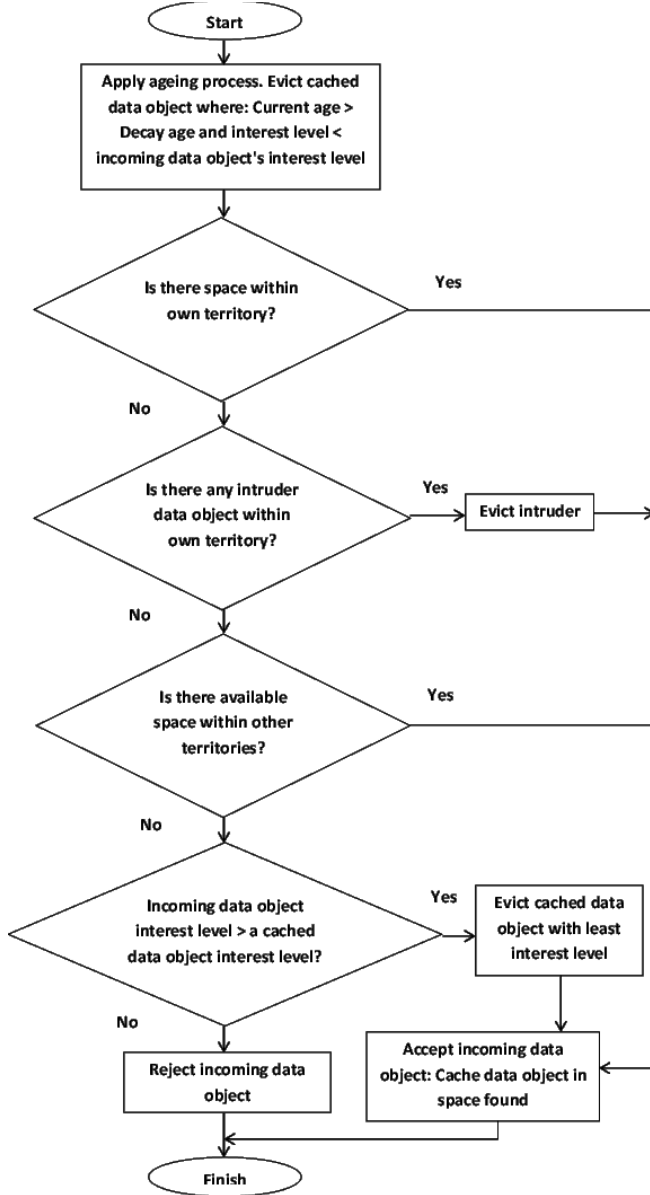 Start
Apply ageing process. Evict cached
data object where: Current age >
Decay age and interest level <
incoming data object's interest level
Is there space within
own territory?
Yes
No
Is there any intruder
data object within
own territory?
Yes
Evict intruder
No
Is there available
space within other
territories?
Yes
No
Incoming data object
interest level > a cached
data object interest level?
Yes
Evict cached data
object with least
interest level
No
Reject incoming data
object
Accept incoming data
object: Cache data object in
space found
Finish